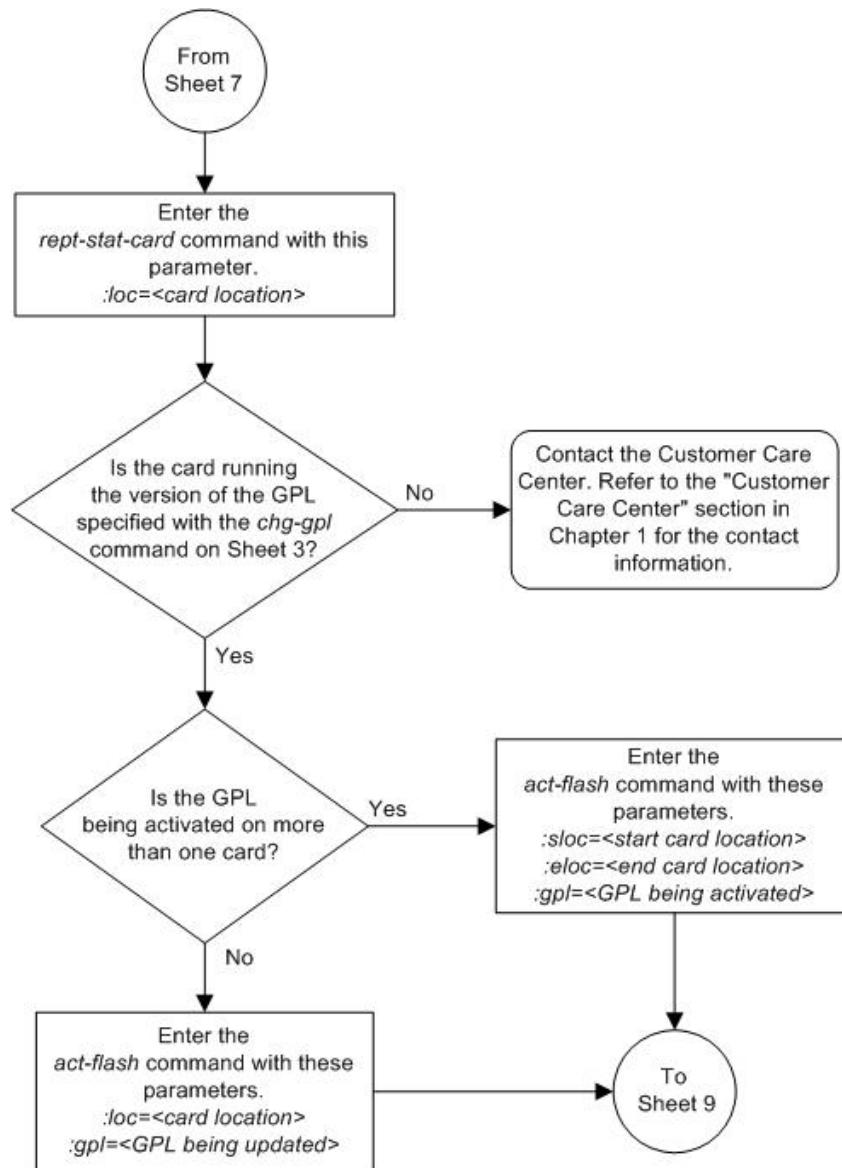 From
Sheet 7
Enter the
rept-stat-card command with this
parameter.
:loc=<card location>
Is the card running
the version of the GPL
specified with the chg-gpl
command on Sheet 3?
No
Contact the Customer Care
Center. Refer to the "Customer
Care Center" section in
Chapter 1 for the contact
information.
Yes
Is the GPL
being activated on more
than one card?
Yes
Enter the
act-flash command with these
parameters.
:sloc=<start card location>
:eloc=<end card location>
:gpl=<GPL being activated>
No
Enter the
act-flash command with these
parameters.
:loc=<card location>
:gpl=<GPL being updated>
To
Sheet 9